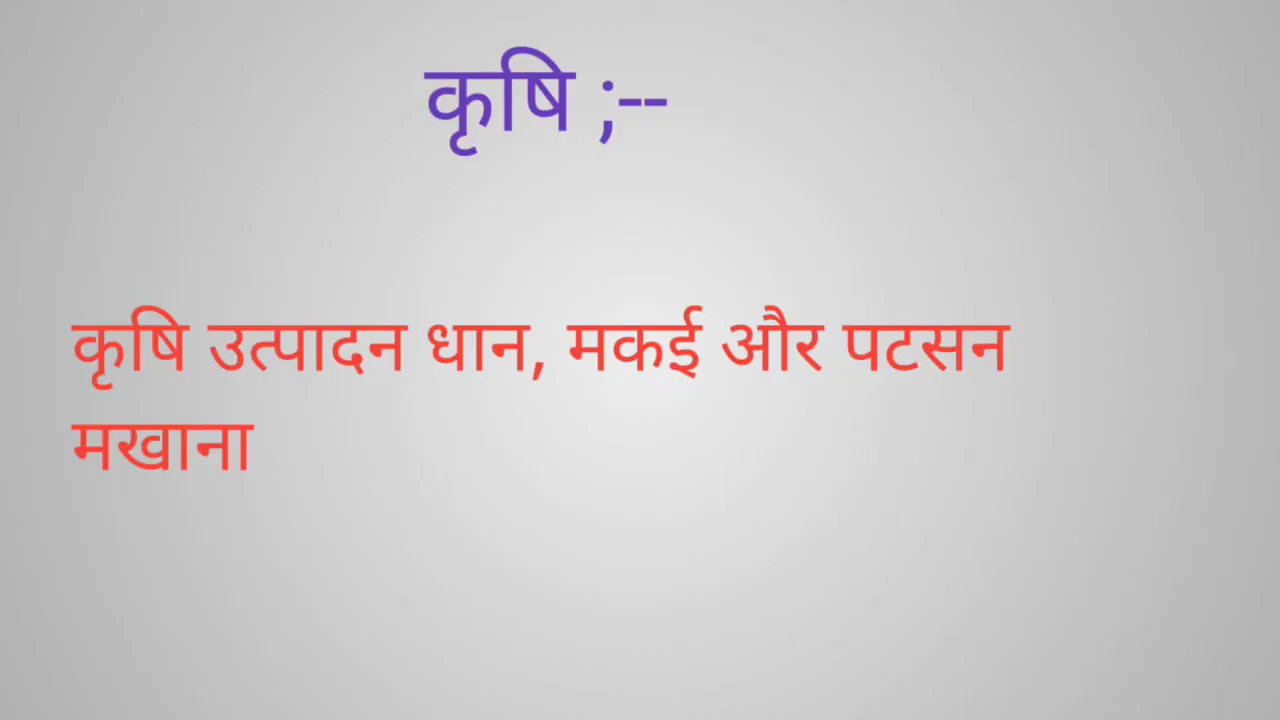 कृषि ;--
कृषि उत्पादन धान, मकई और पटसन
मखाना